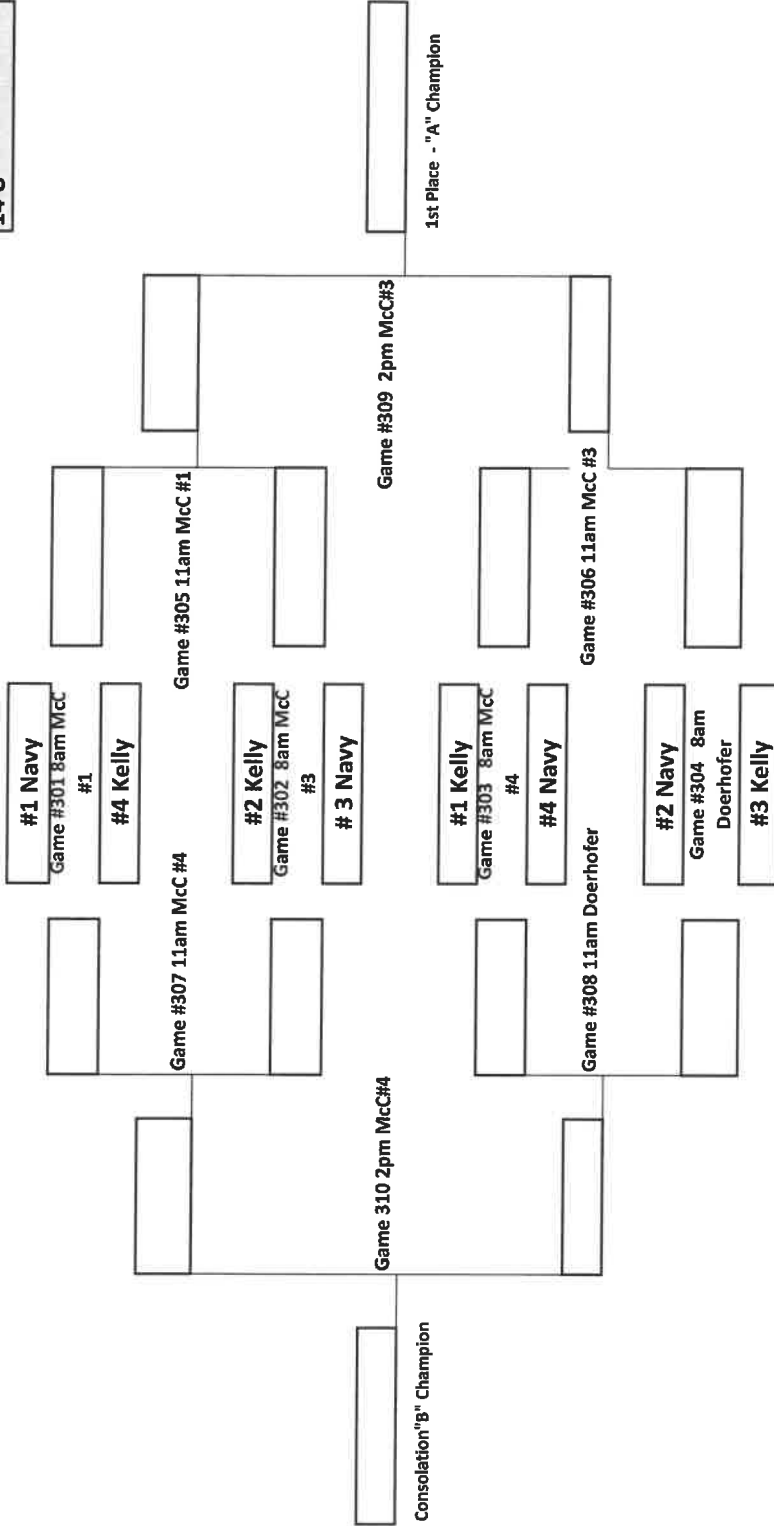 #1 Navy
Game #301 8am McC
#1
#4 Kelly
Game #307 11am McC #4
Game #305 11am McC #1
#2 Kelly
Game #302 8am McC
#3
# 3 Navy
Game 310 2pm McC#4
Game #309 2pm McC#3
Consolation"B" Champion
1st Place - "A" Champion
#1 Kelly
Game #303 8am McC
#4
#4 Navy
Game #308 11am Doerhofer
Game #306 11am McC #3
#2 Navy
Game #304 8am
Doerhofer
#3 Kelly